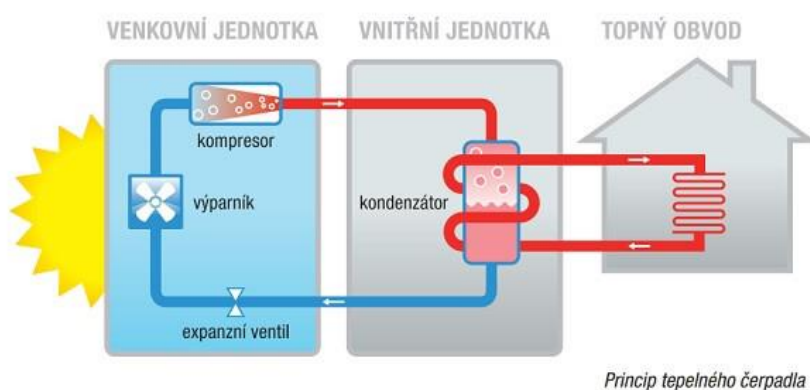 VENKOVNÍ JEDNOTKA
VNITŘNÍ JEDNOTKA
TOPNÝ OBVOD
kompresor
výparník
kondenzátor
expanzní ventil
Princip tepelného čerpadla